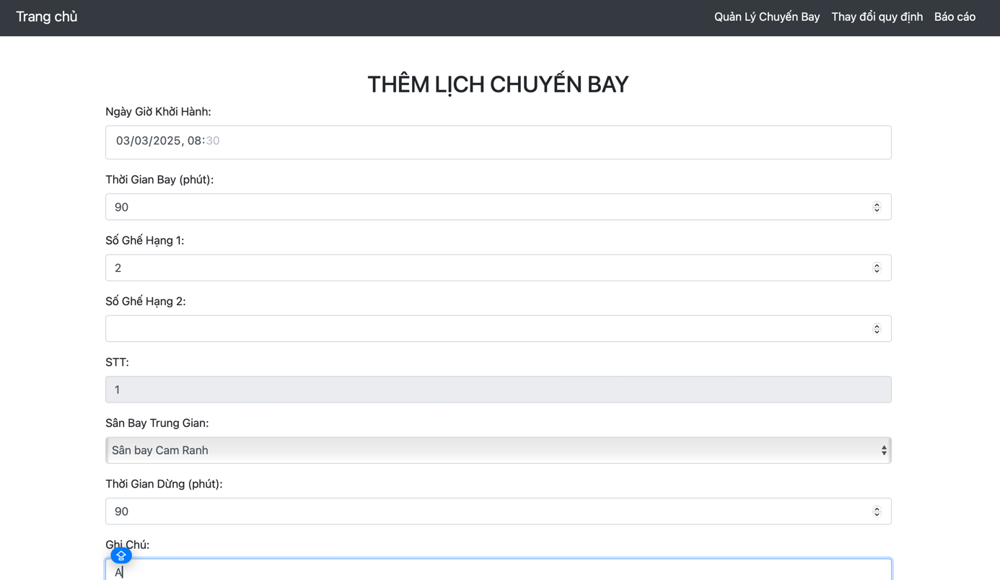 Trang chủ
Quản Lý Chuyến Bay Thay đổi quy định Báo cáo
THÊM LỊCH CHUYẾN BAY
Ngày Giờ Khởi Hành:
03/03/2025, 08:30
Thời Gian Bay (phút):
90
Số Ghế Hạng 1:
2
Số Ghế Hạng 2:
STT:
1
Sân Bay Trung Gian:
Sân bay Cam Ranh
Thời Gian Dừng (phút):
90
Ghi Chú:
A